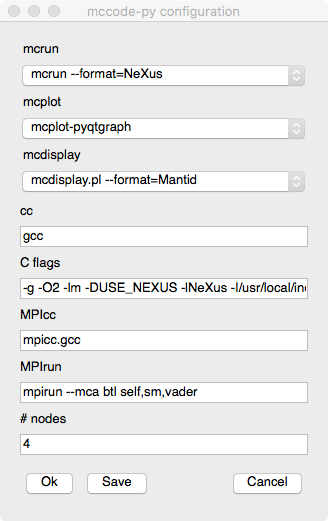 mccode-py configuration
mcrun
mcrun --format=NeXus
mcplot
mcplot-pyqtgraph
mcdisplay
mcdisplay.pl --format=Mantid
cc
gcc
C flags
-g -O2 -lm -DUSE_NEXUS -lNeXus -I/usr/local/in
MPIcc
mpicc.gcc
MPIrun
mpirun --mca btl self,sm,vader
# nodes
4
Ok Save Cancel